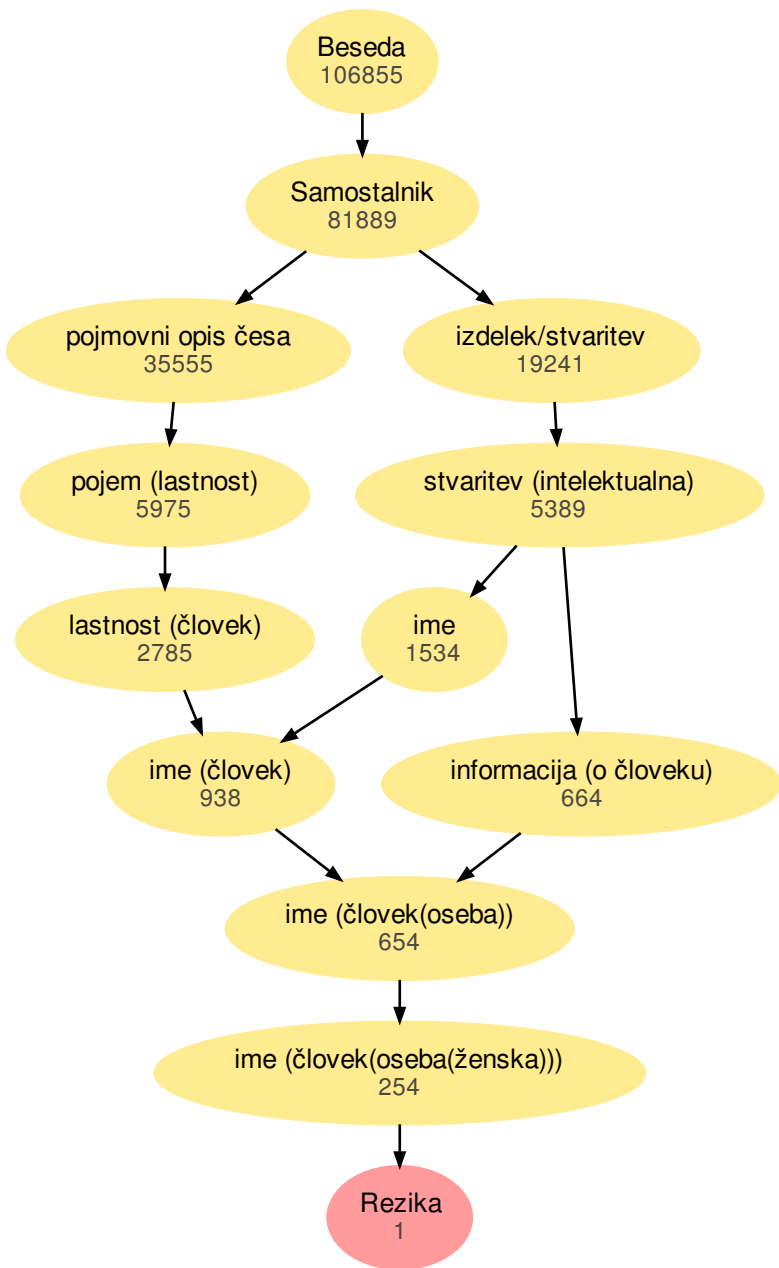 Beseda
106855
Samostalnik
81889
pojmovni opis česa
35555
izdelek/stvaritev
19241
pojem (lastnost)
5975
stvaritev (intelektualna)
5389
lastnost (človek)
2785
ime
1534
ime (človek)
938
informacija (o človeku)
664
ime (človek(oseba))
654
ime (človek(oseba(ženska)))
254
Rezika
1